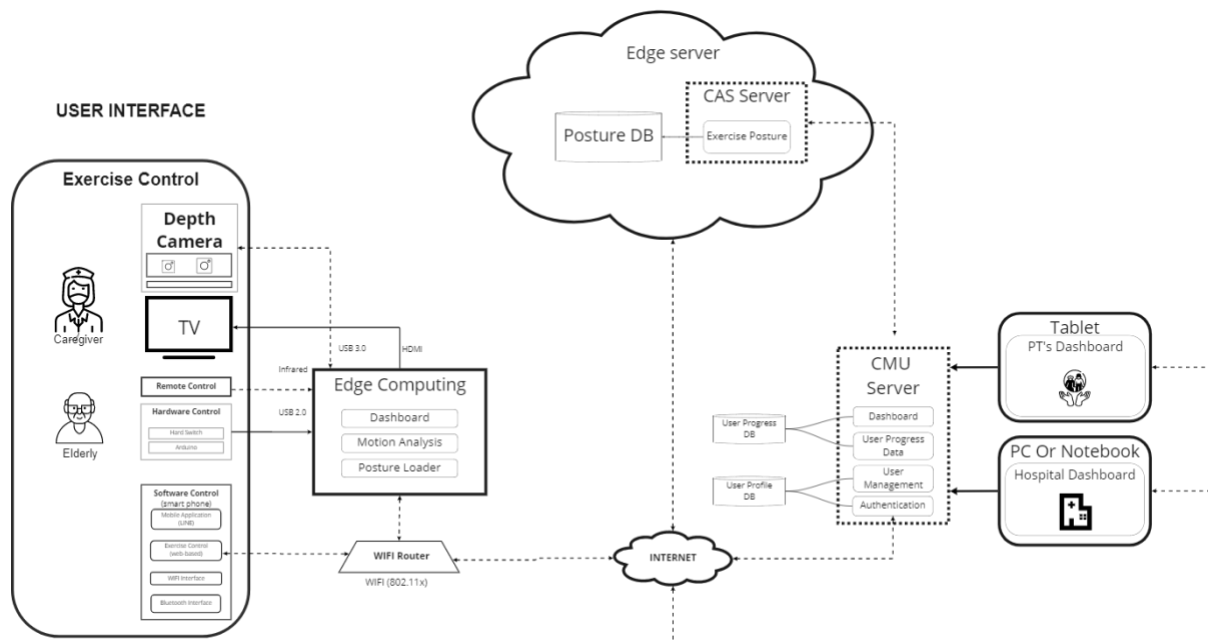 USER INTERFACE
Exercise Control
Depth
Camera
TV
Caregiver
Elderly
Remote Control
Hardware Control
Hard Switch
Arduino
Software Control
(smart phone)
Mobile Application
(LINE)
Exercise Control
(web-based)
WIFI Interface
Bluetooth Interface
USB 3.0
HDMI
Infrared
USB 2.0
Edge Computing
Dashboard
Motion Analysis
Posture Loader
WIFI Router
WIFI (802.11x)
Edge server
CAS Server
Posture DB
Exercise Posture
INTERNET
CMU
Server
Dashboard
User Progress
Data
User
Management
Authentication
User Progress
DB
User Profile
DB
Tablet
PT's Dashboard
PC Or Notebook
Hospital Dashboard